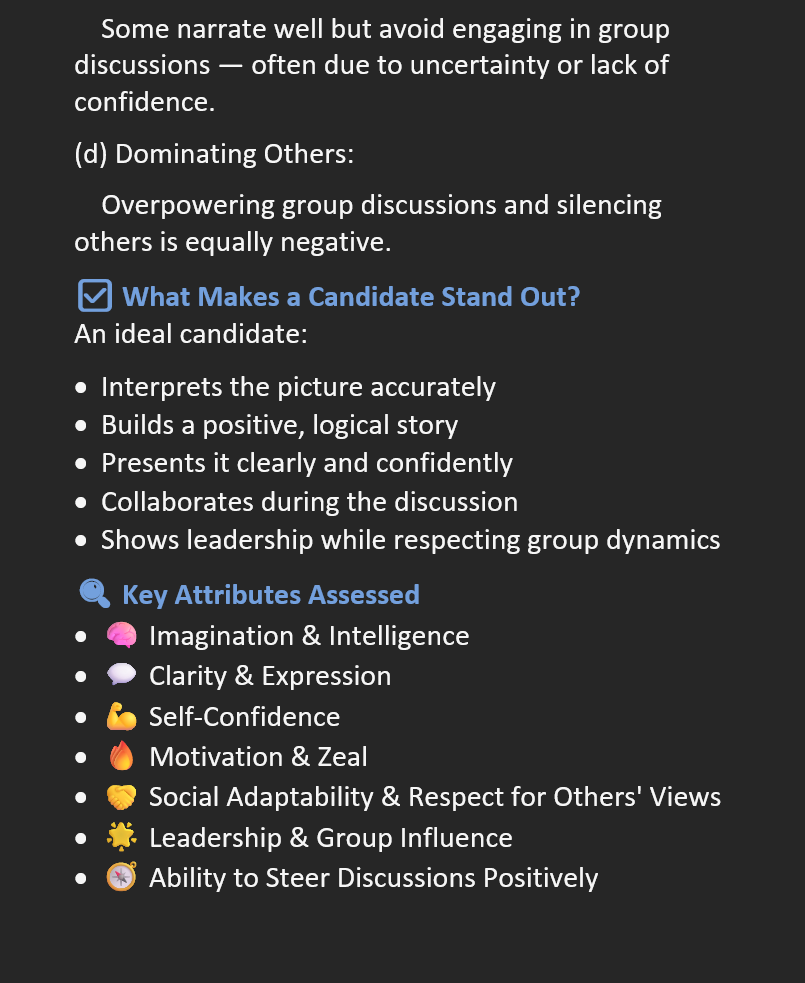 Some narrate well but avoid engaging in group
discussions — often due to uncertainty or lack of
confidence.
(d) Dominating Others:
Overpowering group discussions and silencing
others is equally negative.
☑ What Makes a Candidate Stand Out?
An ideal candidate:
• Interprets the picture accurately
• Builds a positive, logical story
• Presents it clearly and confidently
• Collaborates during the discussion
• Shows leadership while respecting group dynamics
🔍 Key Attributes Assessed
• 🧠 Imagination & Intelligence
• 💬 Clarity & Expression
• 💪 Self-Confidence
• 🔥 Motivation & Zeal
• 🤝 Social Adaptability & Respect for Others' Views
• 🌟 Leadership & Group Influence
• 🧭 Ability to Steer Discussions Positively